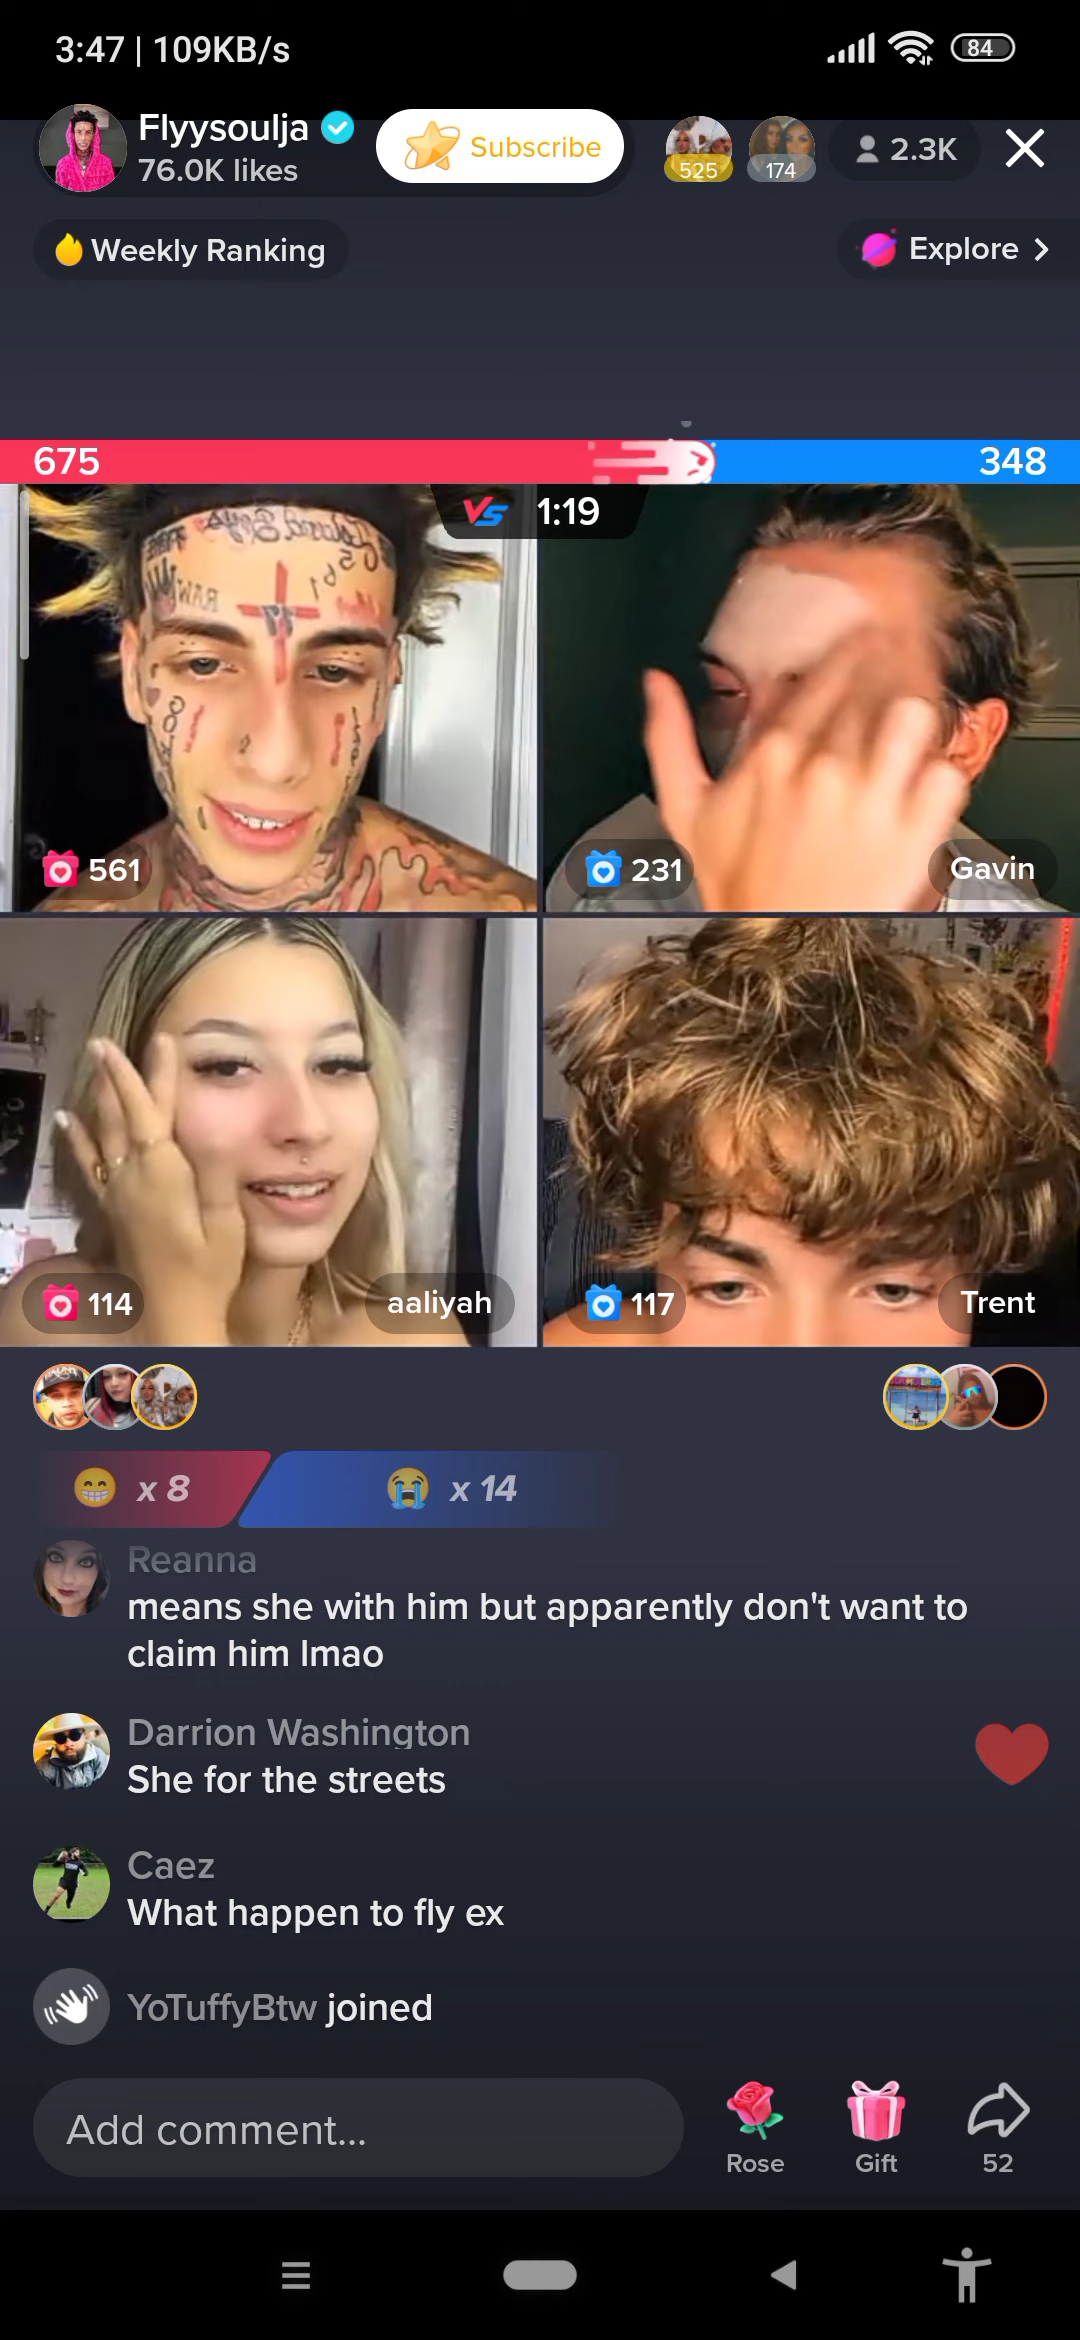 3:47 | 109KB/s
84
Flyysoulja
76.0K likes
Subscribe
525
174
2.3K
Weekly Ranking
Explore
675
348
VS 1:19
RAW
561
231
Gavin
114
aaliyah
117
Trent
x 8
x 14
Reanna
means she with him but apparently don't want to
claim him lmao
Darrion Washington
She for the streets
Caez
What happen to fly ex
YoTuffyBtw joined
Add comment...
Rose
Gift
52